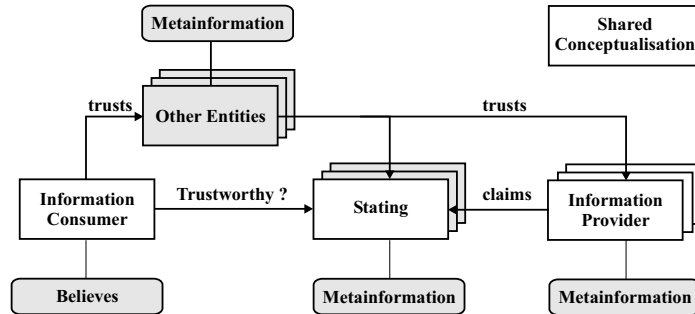 Metainformation
Shared
Conceptualisation
trusts
Other Entities
trusts
Information
Consumer
Trustworthy ?
Stating
claims
Information
Provider
Believes
Metainformation
Metainformation